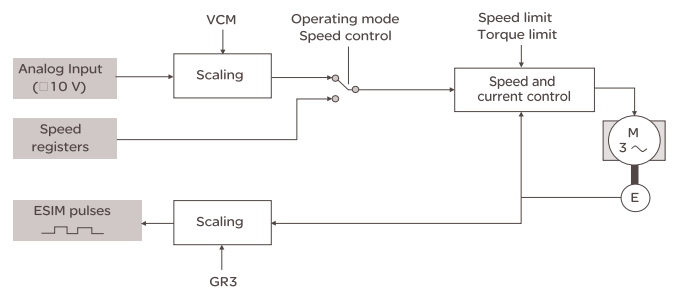 VCM
Operating mode
Speed control
Speed limit
Torque limit
Analog Input
(□10 V)
Scaling
Speed and
current control
Speed
registers
M
3 ~
E
ESIM pulses
Scaling
GR3